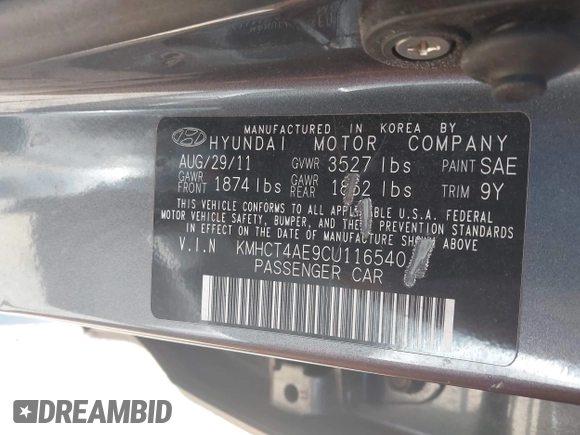 MANUFACTURED IN KOREA BY
HYUNDAI MOTOR COMPANY
AUG/29/11 GVWR 3527 lbs PAINT SAE
GAWR FRONT 1874 lbs GAWR REAR 1862 lbs TRIM 9Y
THIS VEHICLE CONFORMS TO ALL APPLICABLE U.S.A. FEDERAL
MOTOR VEHICLE SAFETY, BUMPER, AND THEFT PREVENTION STANDARDS
IN EFFECT ON THE DATE OF MANUFACTURE SHOWN ABOVE
V.I.N KMHCT4AE9CU116540
PASSENGER CAR
DREAMBID